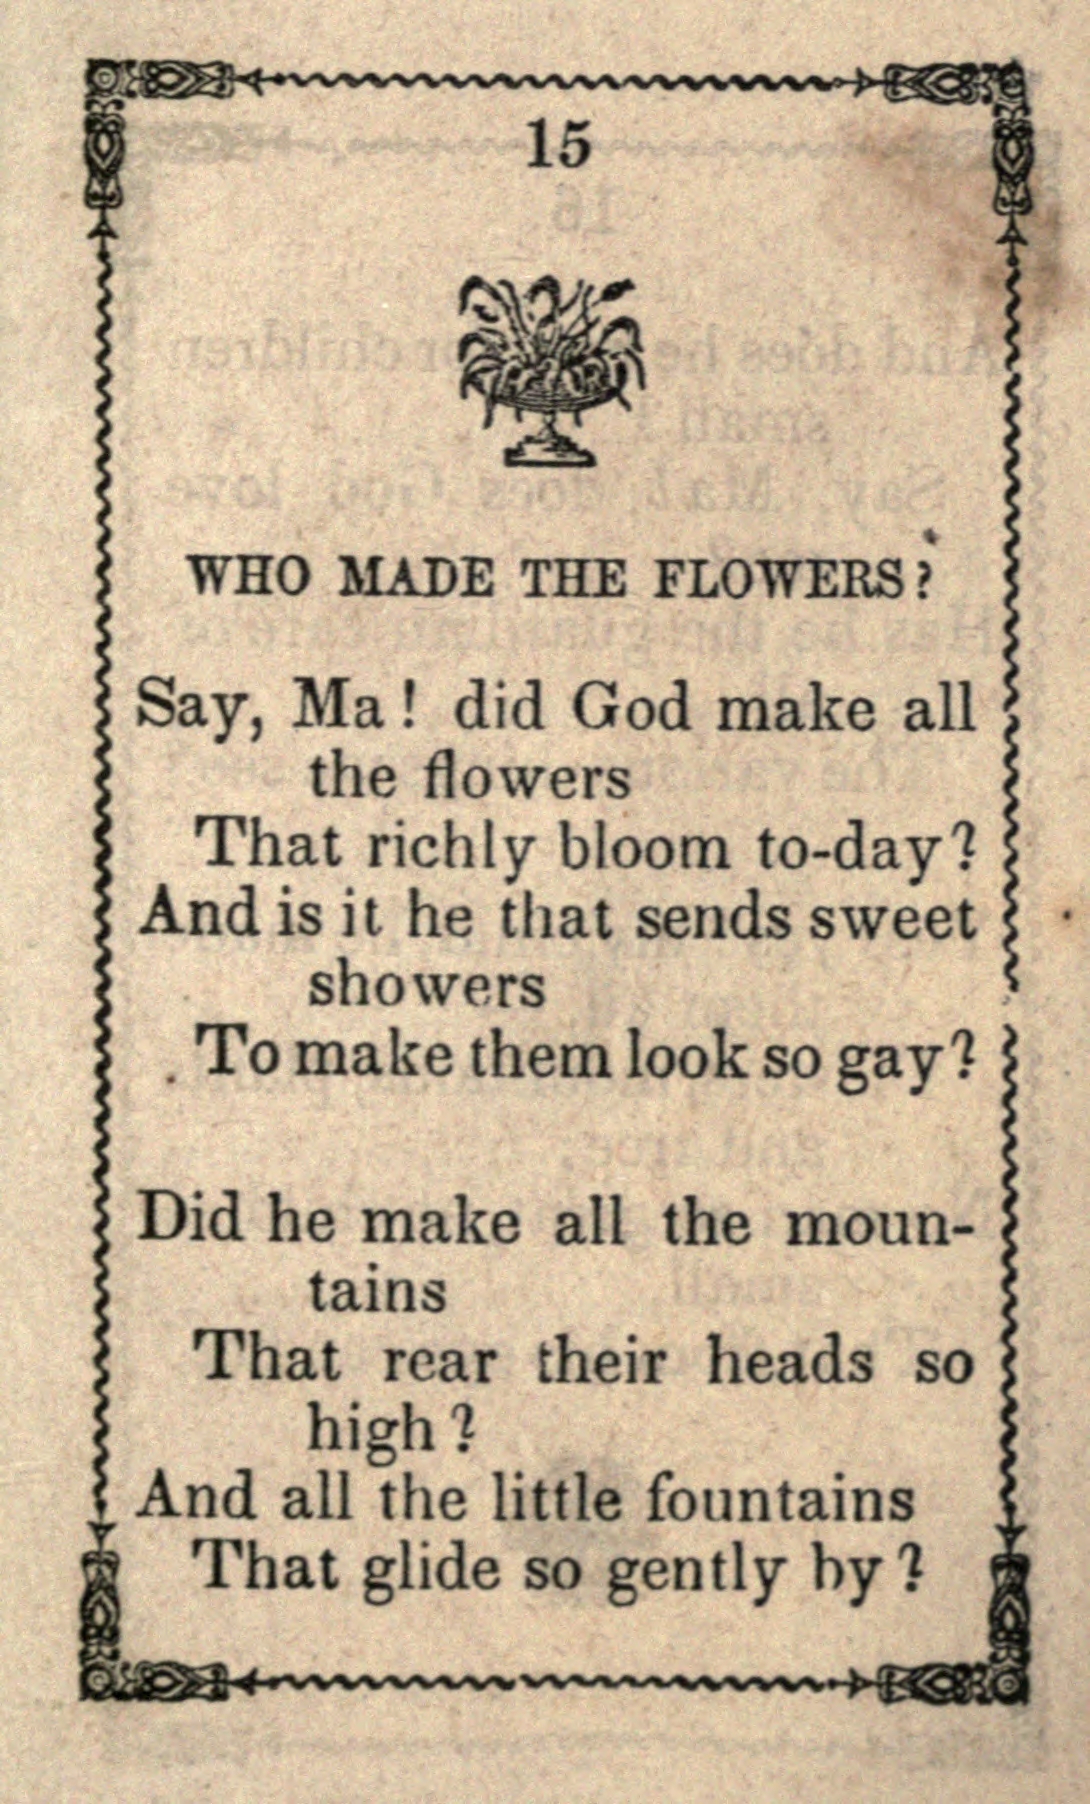 15
WHO MADE THE FLOWERS?
Say, Ma! did God make all
the flowers
That richly bloom to-day?
And is it he that sends sweet
showers
To make them look so gay?
Did he make all the moun-
tains
That rear their heads so
high?
And all the little fountains
That glide so gently by?